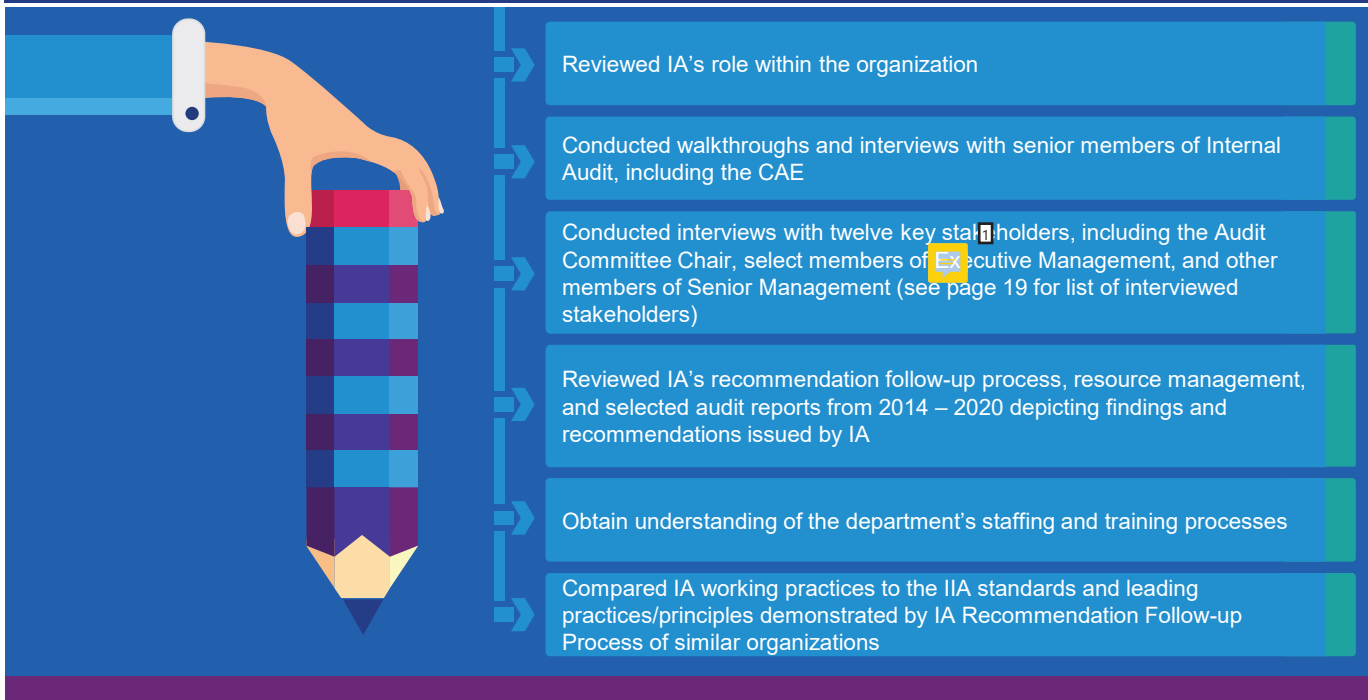 Reviewed IA's role within the organization
Conducted walkthroughs and interviews with senior members of Internal
Audit, including the CAE
Conducted interviews with twelve key stakeholders, including the Audit
1
Committee Chair, select members of Executive Management, and other
members of Senior Management (see page 19 for list of interviewed
stakeholders)
Reviewed IA's recommendation follow-up process, resource management,
and selected audit reports from 2014 – 2020 depicting findings and
recommendations issued by IA
Obtain understanding of the department's staffing and training processes
Compared IA working practices to the IIA standards and leading
practices/principles demonstrated by IA Recommendation Follow-up
Process of similar organizations